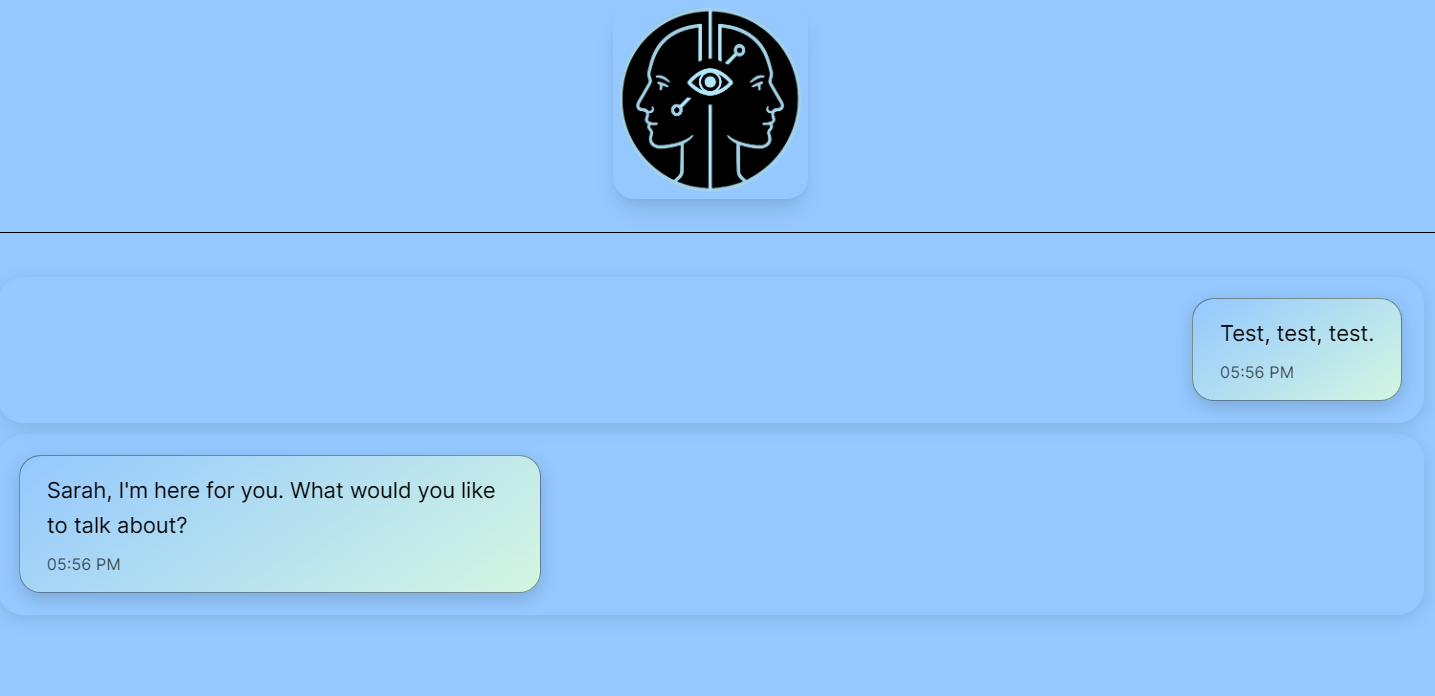 Test, test, test.
05:56 PM
Sarah, I'm here for you. What would you like
to talk about?
05:56 PM